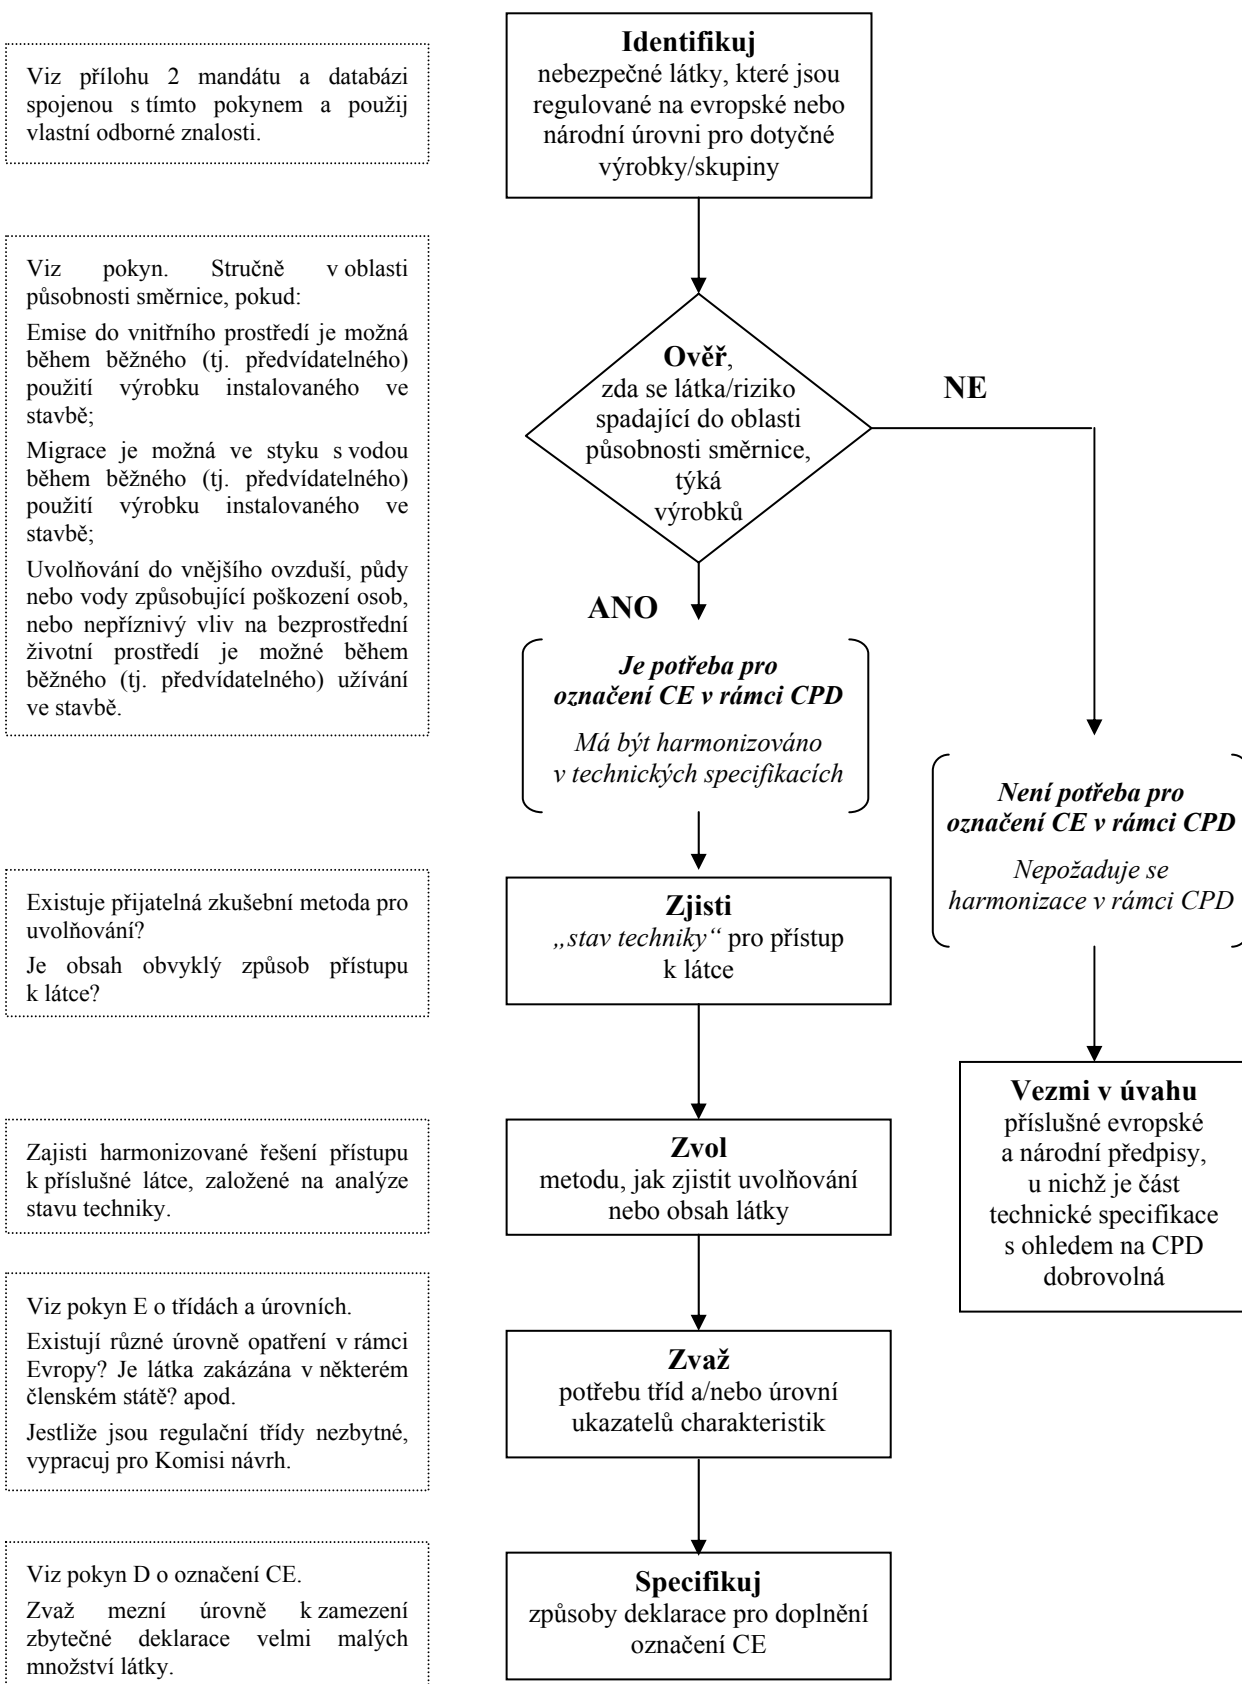 Viz přílohu 2 mandátu a databázi
spojenou s tímto pokynem a použij
vlastní odborné znalosti.
Identifikuj
nebezpečné látky, které jsou
regulované na evropské nebo
národní úrovni pro dotyčné
výrobky/skupiny
Viz pokyn. Stručně v oblasti
působnosti směrnice, pokud:
Emise do vnitřního prostředí je možná
během běžného (tj. předvídatelného)
použití výrobku instalovaného ve
stavbě;
Migrace je možná ve styku s vodou
během běžného (tj. předvídatelného)
použití výrobku instalovaného ve
stavbě;
Uvolňování do vnějšího ovzduší, půdy
nebo vody způsobující poškození osob,
nebo nepříznivý vliv na bezprostřední
životní prostředí je možné během
běžného (tj. předvídatelného) užívání
ve stavbě.
Ověř,
zda se látka/riziko
spadající do oblasti
působnosti směrnice,
týká
výrobků
NE
ANO
Je potřeba pro
označení CE v rámci CPD
Má být harmonizováno
v technických specifikacích
Není potřeba pro
označení CE v rámci CPD
Nepožaduje se
harmonizace v rámci CPD
Existuje přijatelná zkušební metoda pro
uvolňování?
Je obsah obvyklý způsob přístupu
k látce?
Zjisti
„stav techniky“ pro přístup
k látce
Vezmi v úvahu
příslušné evropské
a národní předpisy,
u nichž je část
technické specifikace
s ohledem na CPD
dobrovolná
Zajisti harmonizované řešení přístupu
k příslušné látce, založené na analýze
stavu techniky.
Zvol
metodu, jak zjistit uvolňování
nebo obsah látky
Viz pokyn E o třídách a úrovních.
Existují různé úrovně opatření v rámci
Evropy? Je látka zakázána v některém
členském státě? apod.
Jestliže jsou regulační třídy nezbytné,
vypracuj pro Komisi návrh.
Zvaž
potřebu tříd a/nebo úrovní
ukazatelů charakteristik
Viz pokyn D o označení CE.
Zvaž mezní úrovně k zamezení
zbytečné deklarace velmi malých
množství látky.
Specifikuj
způsoby deklarace pro doplnění
označení CE